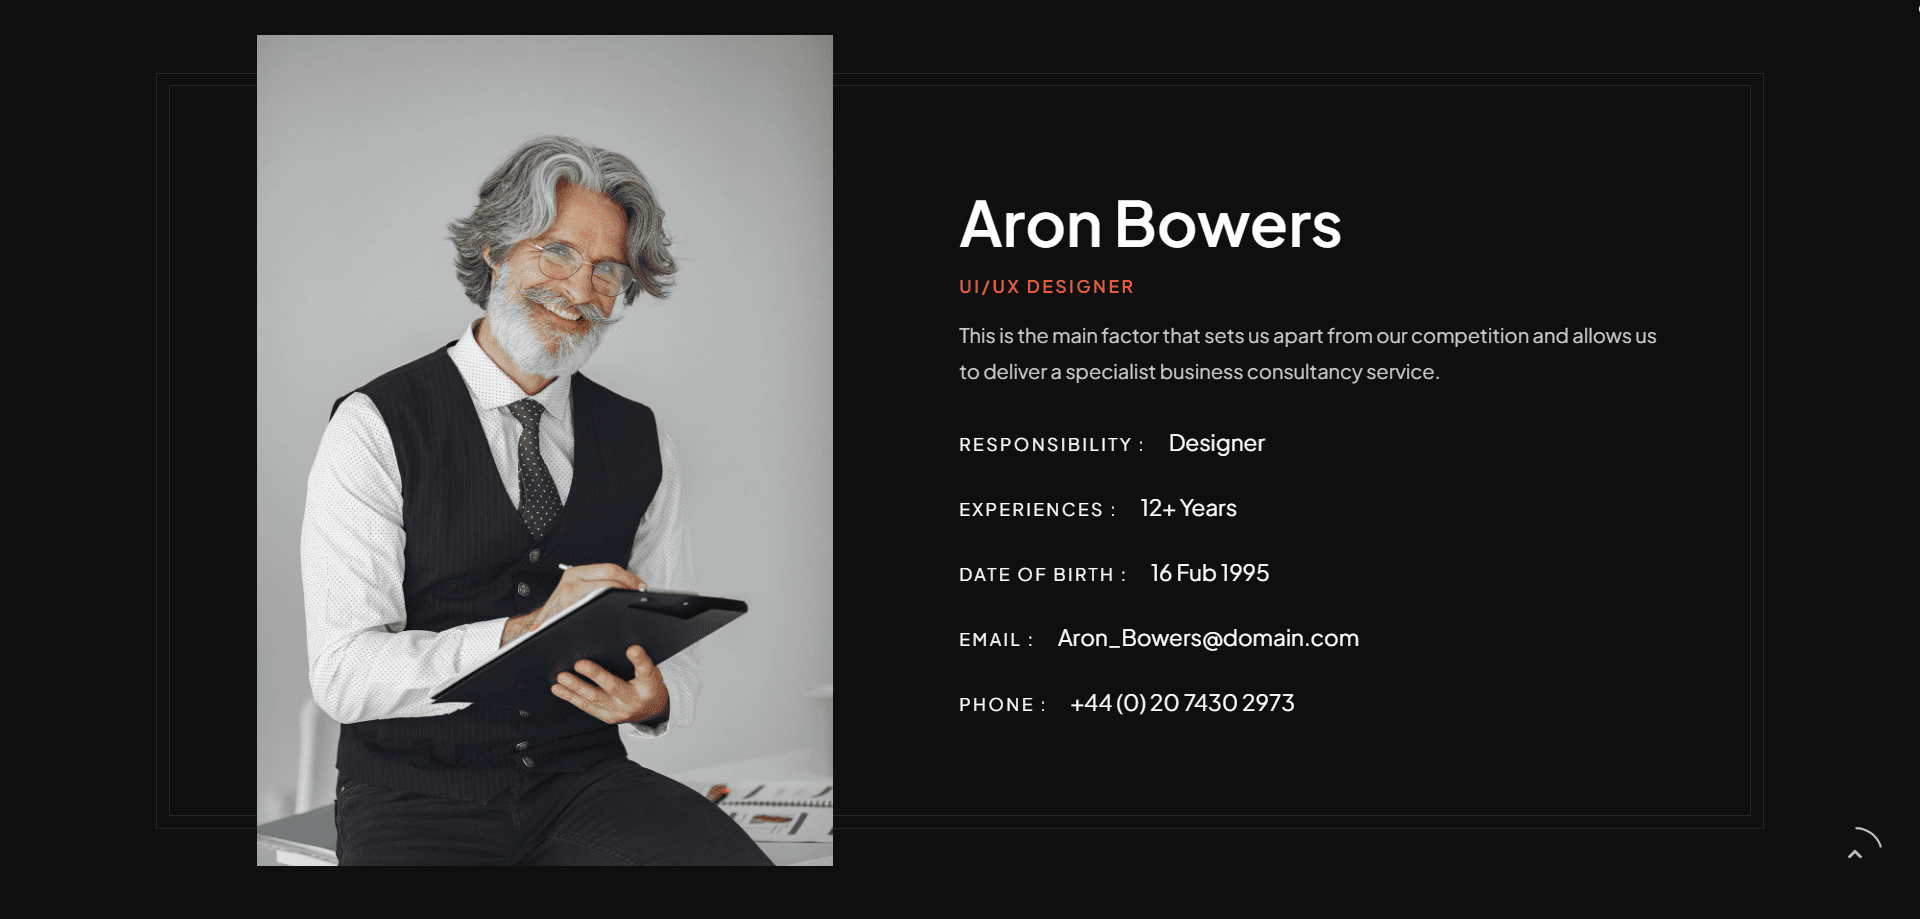 Aron Bowers
UI/UX DESIGNER
This is the main factor that sets us apart from our competition and allows us
to deliver a specialist business consultancy service.
RESPONSIBILITY : Designer
EXPERIENCES : 12+ Years
DATE OF BIRTH : 16 Fub 1995
EMAIL : Aron_Bowers@domain.com
PHONE : +44 (0) 20 7430 2973